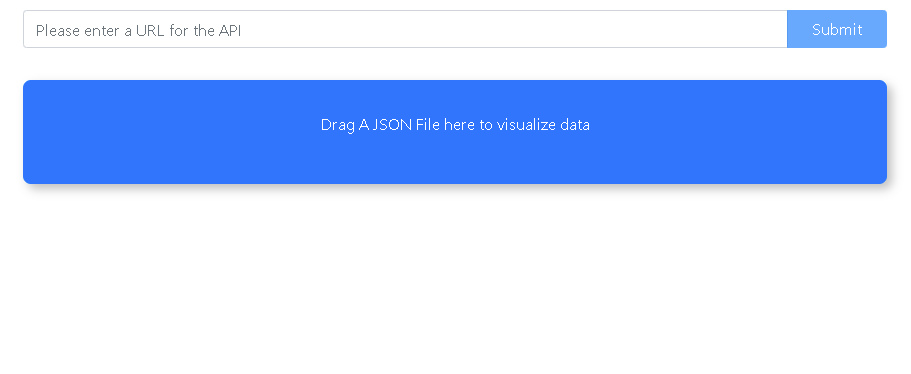 Please enter a URL for the API
Submit
Drag A JSON File here to visualize data